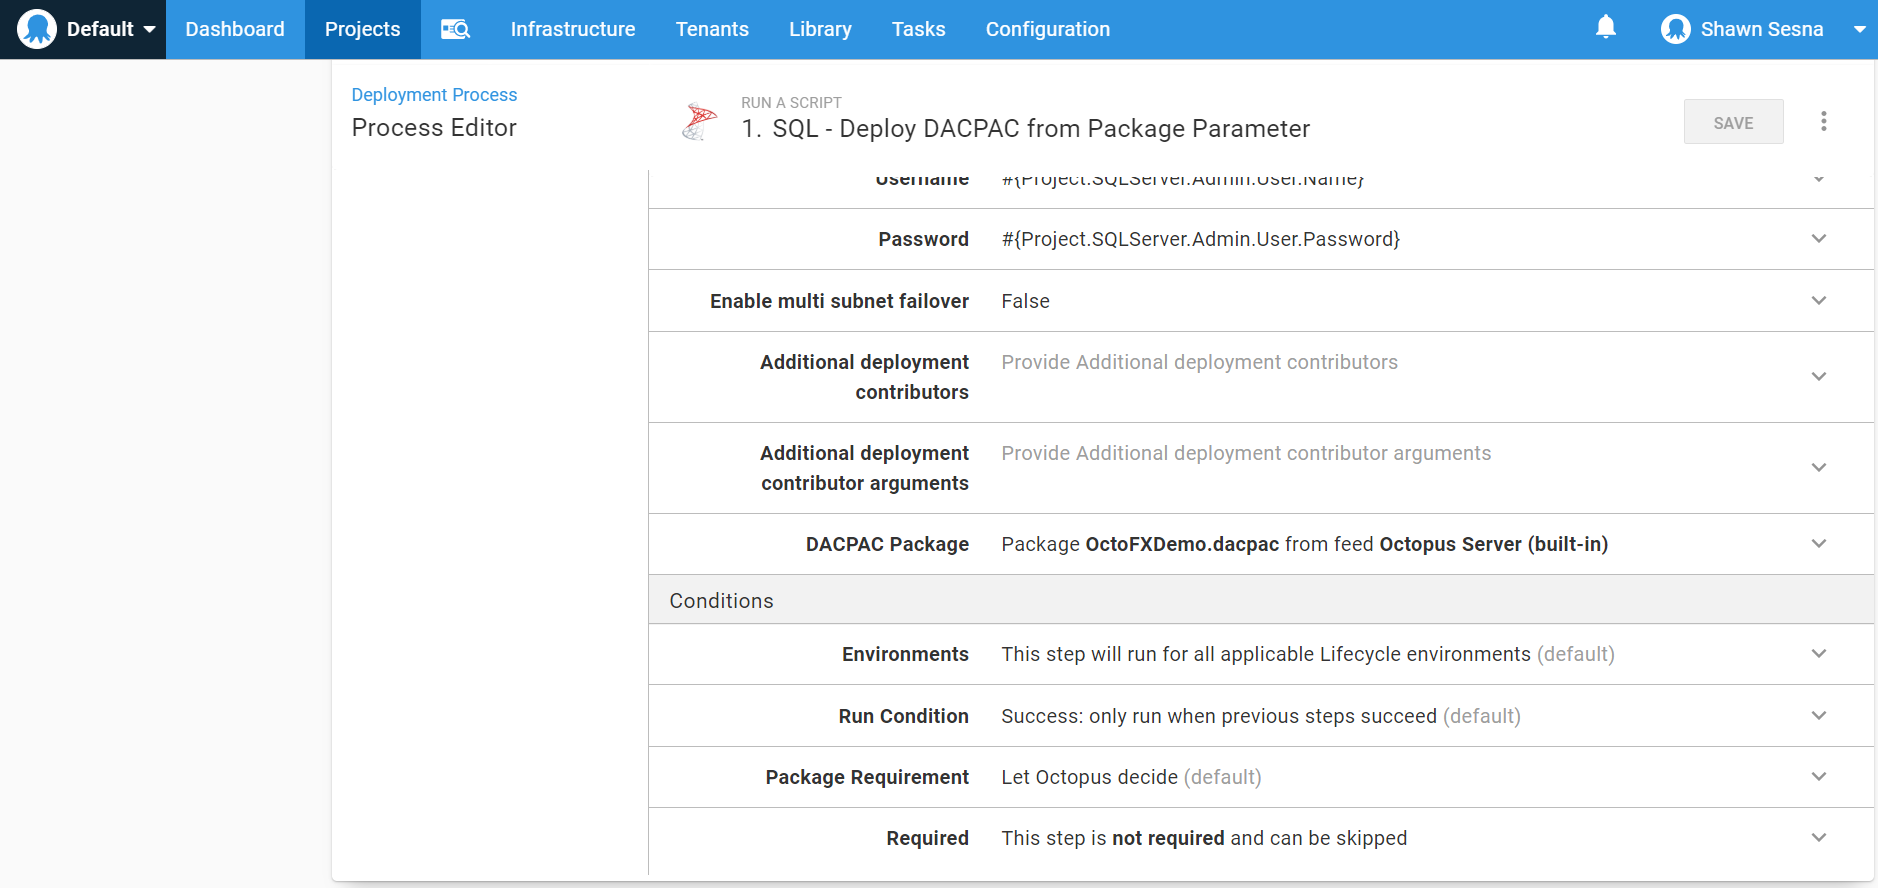 Default Dashboard Projects Infrastructure Tenants Library Tasks Configuration Shawn Sesna
Deployment Process
Process Editor
RUN A SCRIPT
1. SQL - Deploy DACPAC from Package Parameter
SAVE
Username #{Project.SQLServer.Admin.User.Name}
Password #{Project.SQLServer.Admin.User.Password}
Enable multi subnet failover False
Additional deployment Provide Additional deployment contributors
contributors
Additional deployment Provide Additional deployment contributor arguments
contributor arguments
DACPAC Package Package OctoFXDemo.dacpac from feed Octopus Server (built-in)
Conditions
Environments This step will run for all applicable Lifecycle environments (default)
Run Condition Success: only run when previous steps succeed (default)
Package Requirement Let Octopus decide (default)
Required This step is not required and can be skipped